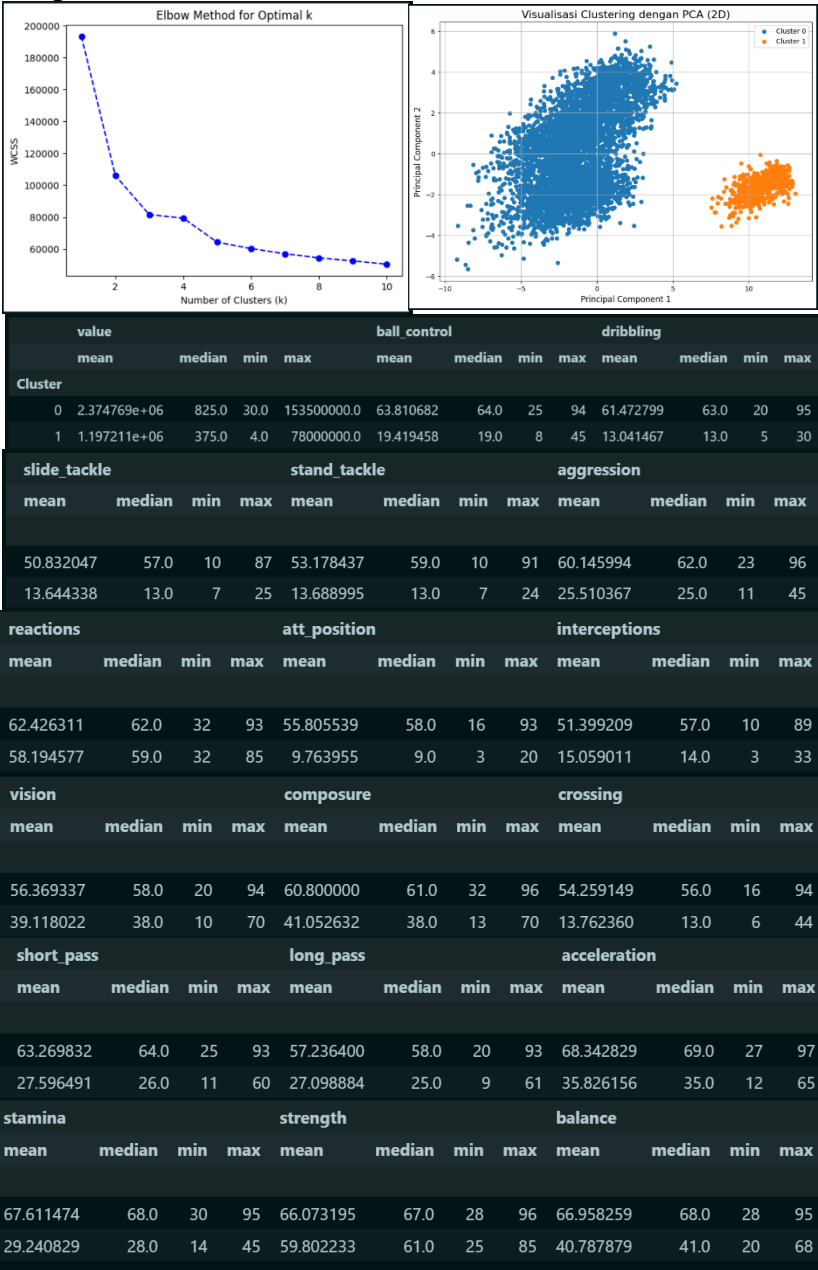 Elbow Method for Optimal k
200000
180000
160000
140000
120000
100000
80000
60000
WCSS
2 4 6 8 10
Number of Clusters (k)
Visualisasi Clustering dengan PCA (2D)
Cluster 0
Cluster 1
6
4
2
0
−2
−4
−6
Principal Component 2
−10 −5 0 5 10
Principal Component 1
value ball_control dribbling
mean median min max mean median min max mean median min max
Cluster
0 2.374769e+06 825.0 30.0 153500000.0 63.810682 64.0 25 94 61.472799 63.0 20 95
1 1.197211e+06 375.0 4.0 78000000.0 19.419458 19.0 8 45 13.041467 13.0 5 30
slide_tackle stand_tackle aggression
mean median min max mean median min max mean median min max
50.832047 57.0 10 87 53.178437 59.0 10 91 60.145994 62.0 23 96
13.644338 13.0 7 25 13.688995 13.0 7 24 25.510367 25.0 11 45
reactions att_position interceptions
mean median min max mean median min max mean median min max
62.426311 62.0 32 93 55.805539 58.0 16 93 51.399209 57.0 10 89
58.194577 59.0 32 85 9.763955 9.0 3 20 15.059011 14.0 3 33
vision composure crossing
mean median min max mean median min max mean median min max
56.369337 58.0 20 94 60.800000 61.0 32 96 54.259149 56.0 16 94
39.118022 38.0 10 70 41.052632 38.0 13 70 13.762360 13.0 6 44
short_pass long_pass acceleration
mean median min max mean median min max mean median min max
63.269832 64.0 25 93 57.236400 58.0 20 93 68.342829 69.0 27 97
27.596491 26.0 11 60 27.098884 25.0 9 61 35.826156 35.0 12 65
stamina strength balance
mean median min max mean median min max mean median min max
67.611474 68.0 30 95 66.073195 67.0 28 96 66.958259 68.0 28 95
29.240829 28.0 14 45 59.802233 61.0 25 85 40.787879 41.0 20 68